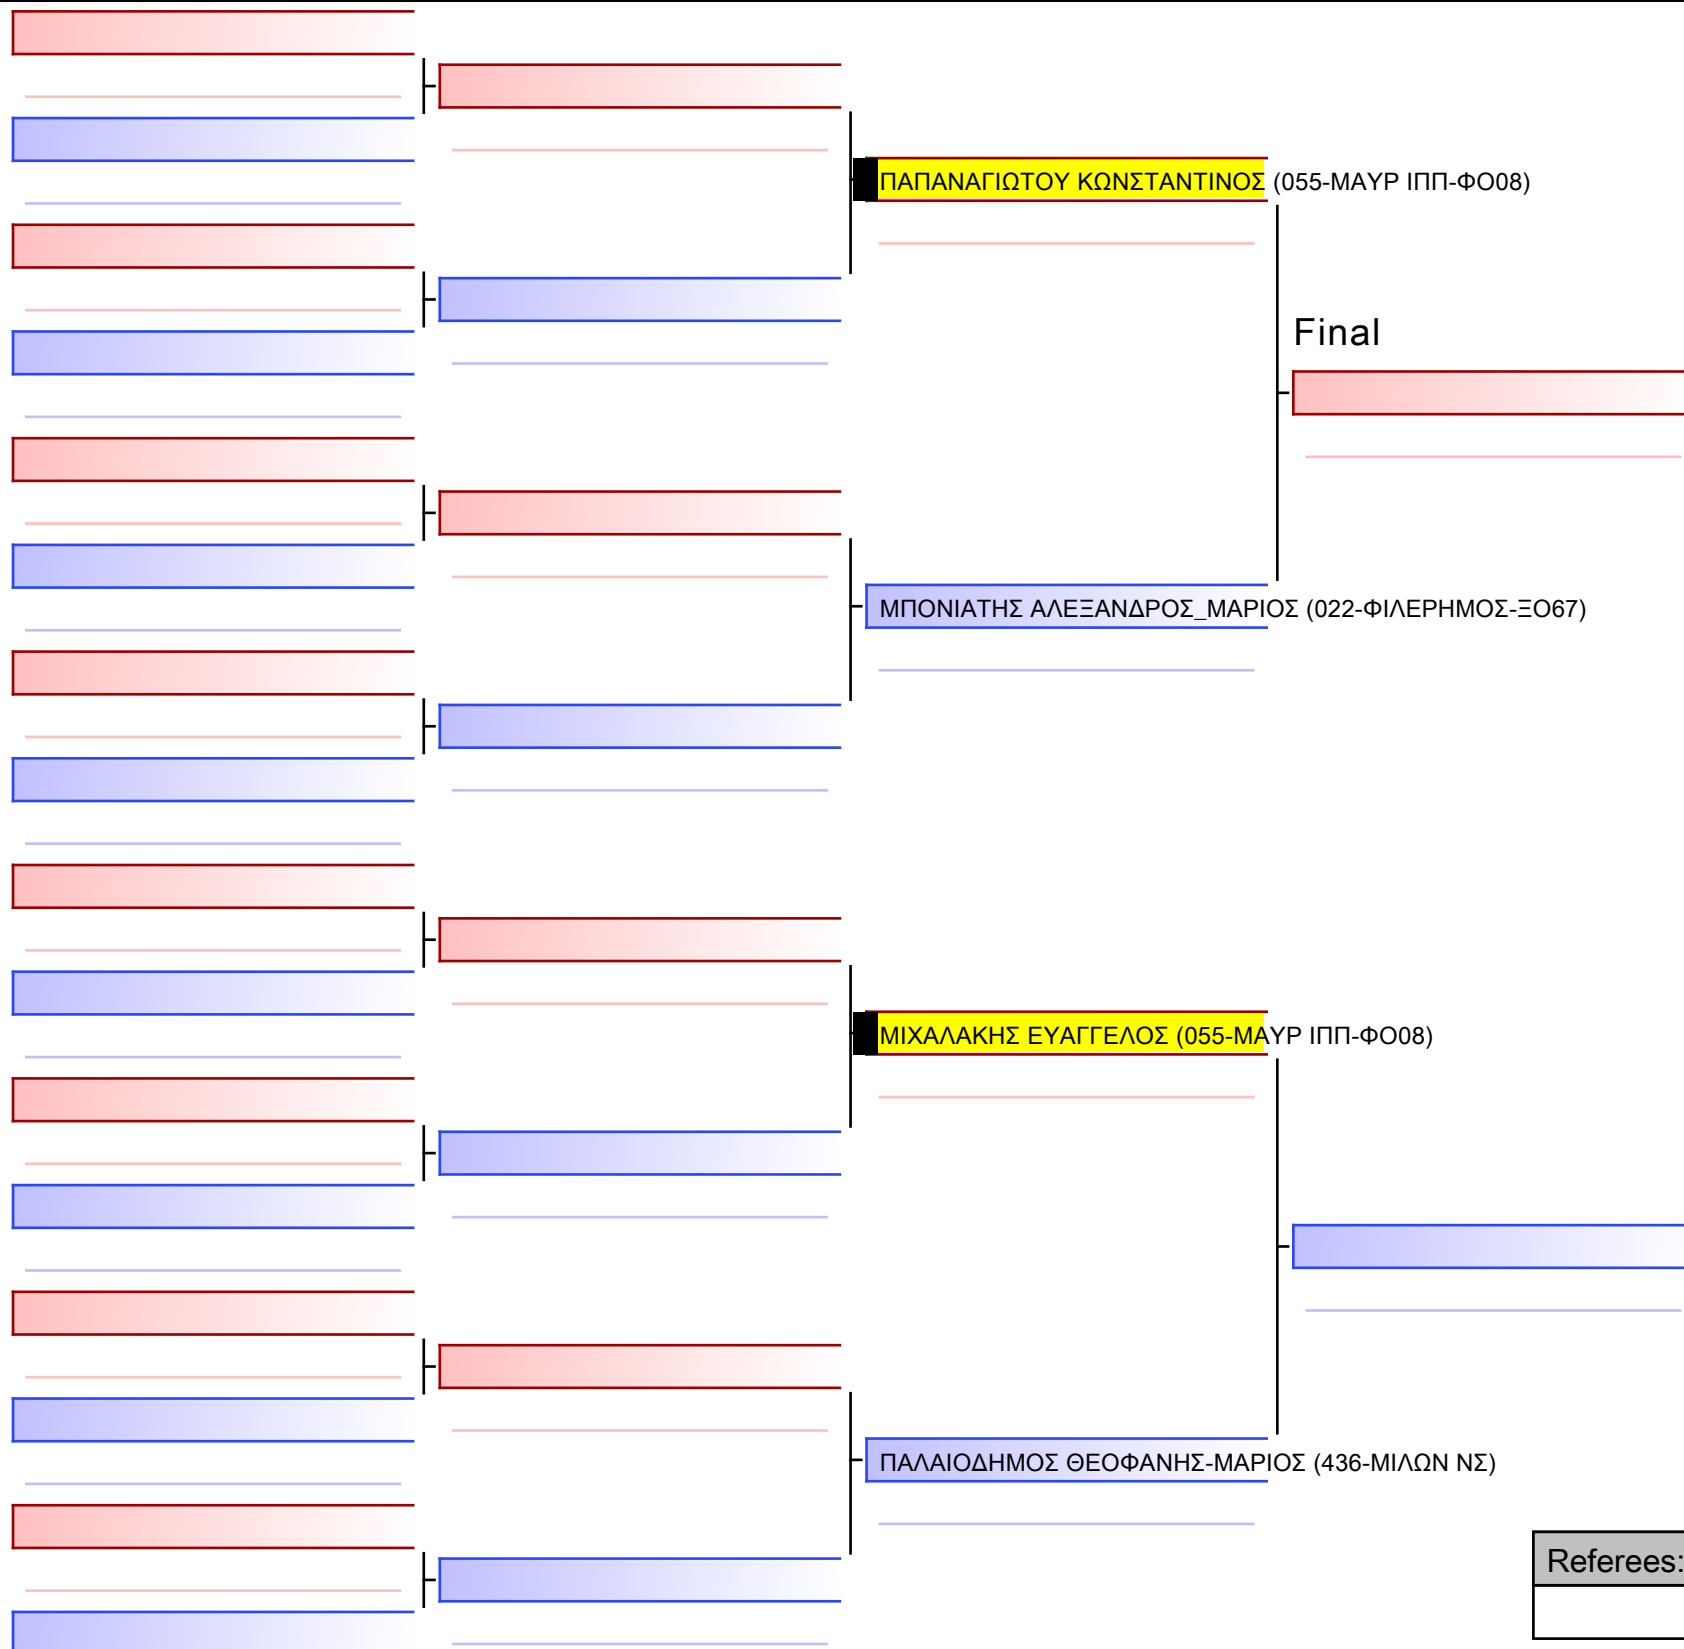 ΠΑΠΑΝΑΓΙΩΤΟΥ ΚΩΝΣΤΑΝΤΙΝΟΣ (055-ΜΑΥΡ ΙΠΠ-ΦΟ08)
Final
ΜΠΟΝΙΑΤΗΣ ΑΛΕΞΑΝΔΡΟΣ_ΜΑΡΙΟΣ (022-ΦΙΛΕΡΗΜΟΣ-ΞΟ67)
ΜΙΧΑΛΑΚΗΣ ΕΥΑΓΓΕΛΟΣ (055-ΜΑΥΡ ΙΠΠ-ΦΟ08)
ΠΑΛΑΙΟΔΗΜΟΣ ΘΕΟΦΑΝΗΣ-ΜΑΡΙΟΣ (436-ΜΙΛΩΝ ΝΣ)
Referees: